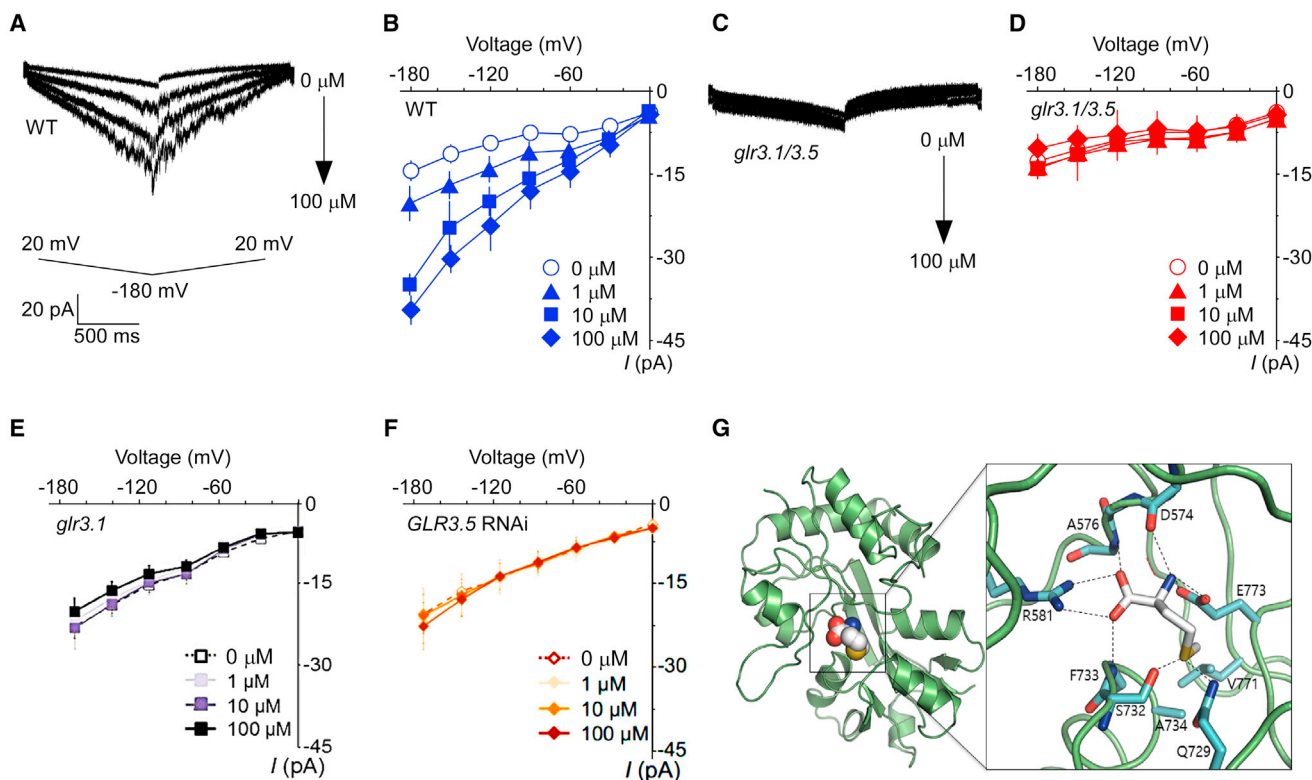 A
WT
0 μM
100 μM
20 mV
20 mV
-180 mV
20 pA
500 ms
B
Voltage (mV)
-180
-120
-60
0
WT
-15
-30
-45
0 μM
1 μM
10 μM
100 μM
I (pA)
C
glr3.1/3.5
0 μM
100 μM
D
Voltage (mV)
-180
-120
-60
0
glr3.1/3.5
-15
-30
-45
0 μM
1 μM
10 μM
100 μM
I (pA)
E
Voltage (mV)
-180
-120
-60
0
glr3.1
-15
-30
-45
0 μM
1 μM
10 μM
100 μM
I (pA)
F
Voltage (mV)
-180
-120
-60
0
GLR3.5 RNAi
-15
-30
-45
0 μM
1 μM
10 μM
100 μM
I (pA)
G
D574
A576
R581
E773
F733
S732
V771
A734
Q729